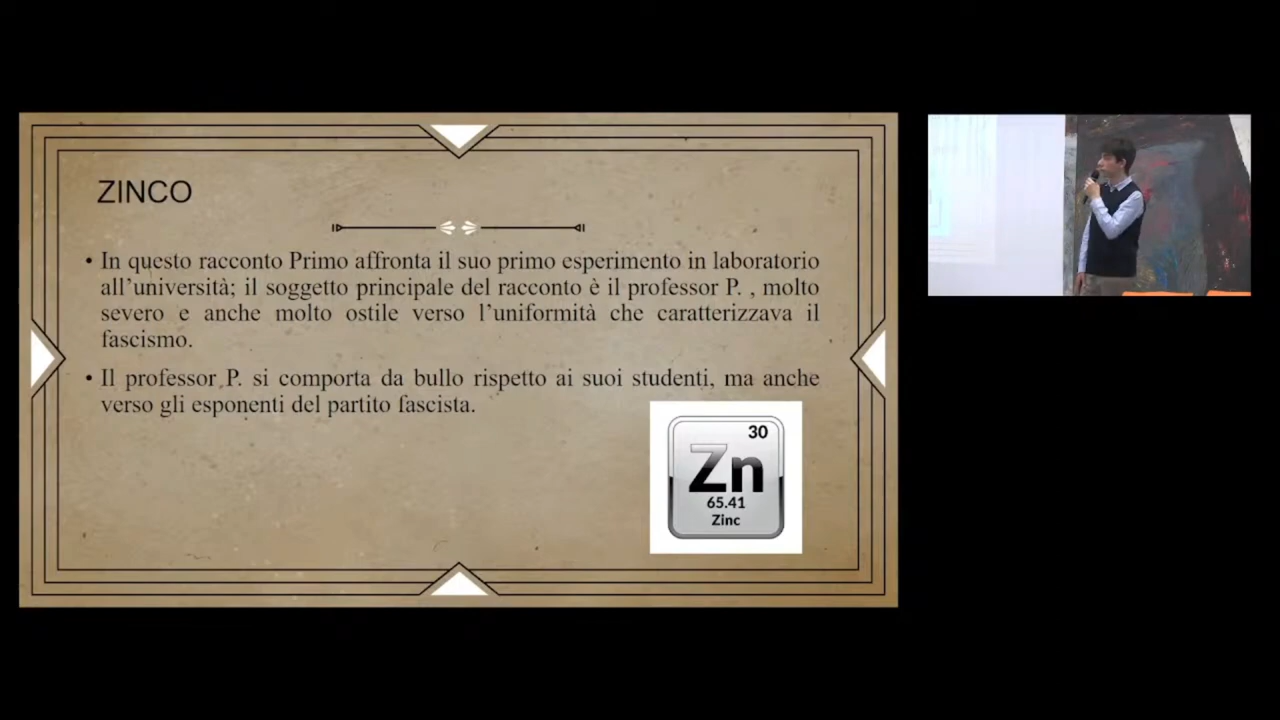 ZINCO
• In questo racconto Primo affronta il suo primo esperimento in laboratorio
all’università; il soggetto principale del racconto è il professor P. , molto
severo e anche molto ostile verso l’uniformità che caratterizzava il
fascismo.
• Il professor P. si comporta da bullo rispetto ai suoi studenti, ma anche
verso gli esponenti del partito fascista.
30
Zn
65.41
Zinc